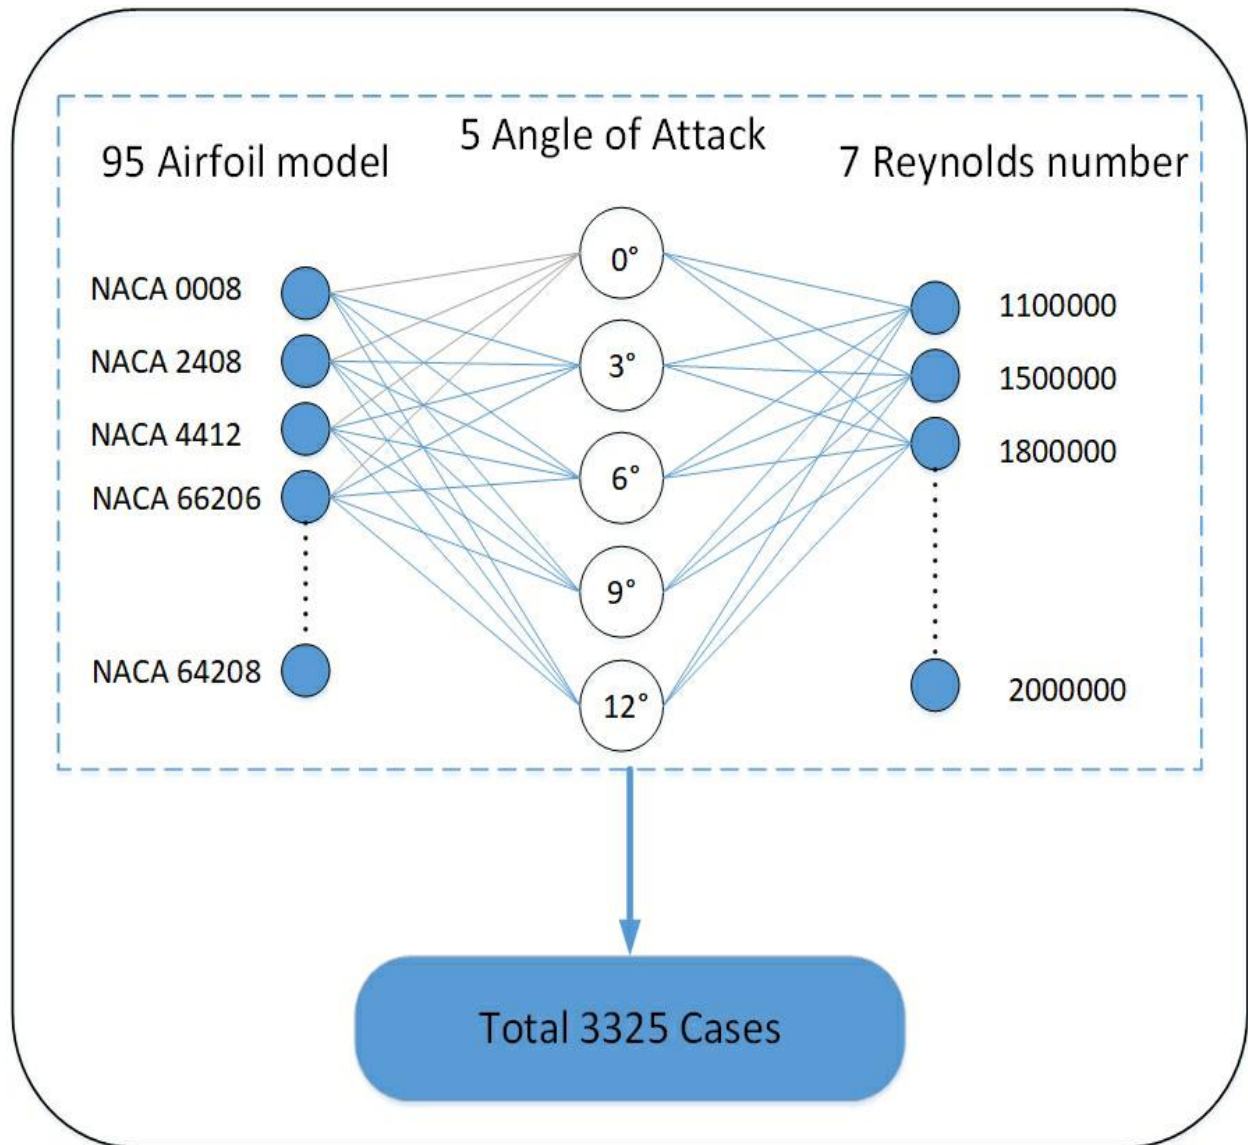 5 Angle of Attack
95 Airfoil model
7 Reynolds number
NACA 0008
NACA 2408
NACA 4412
NACA 66206
NACA 64208
0°
3°
6°
9°
12°
1100000
1500000
1800000
2000000
Total 3325 Cases